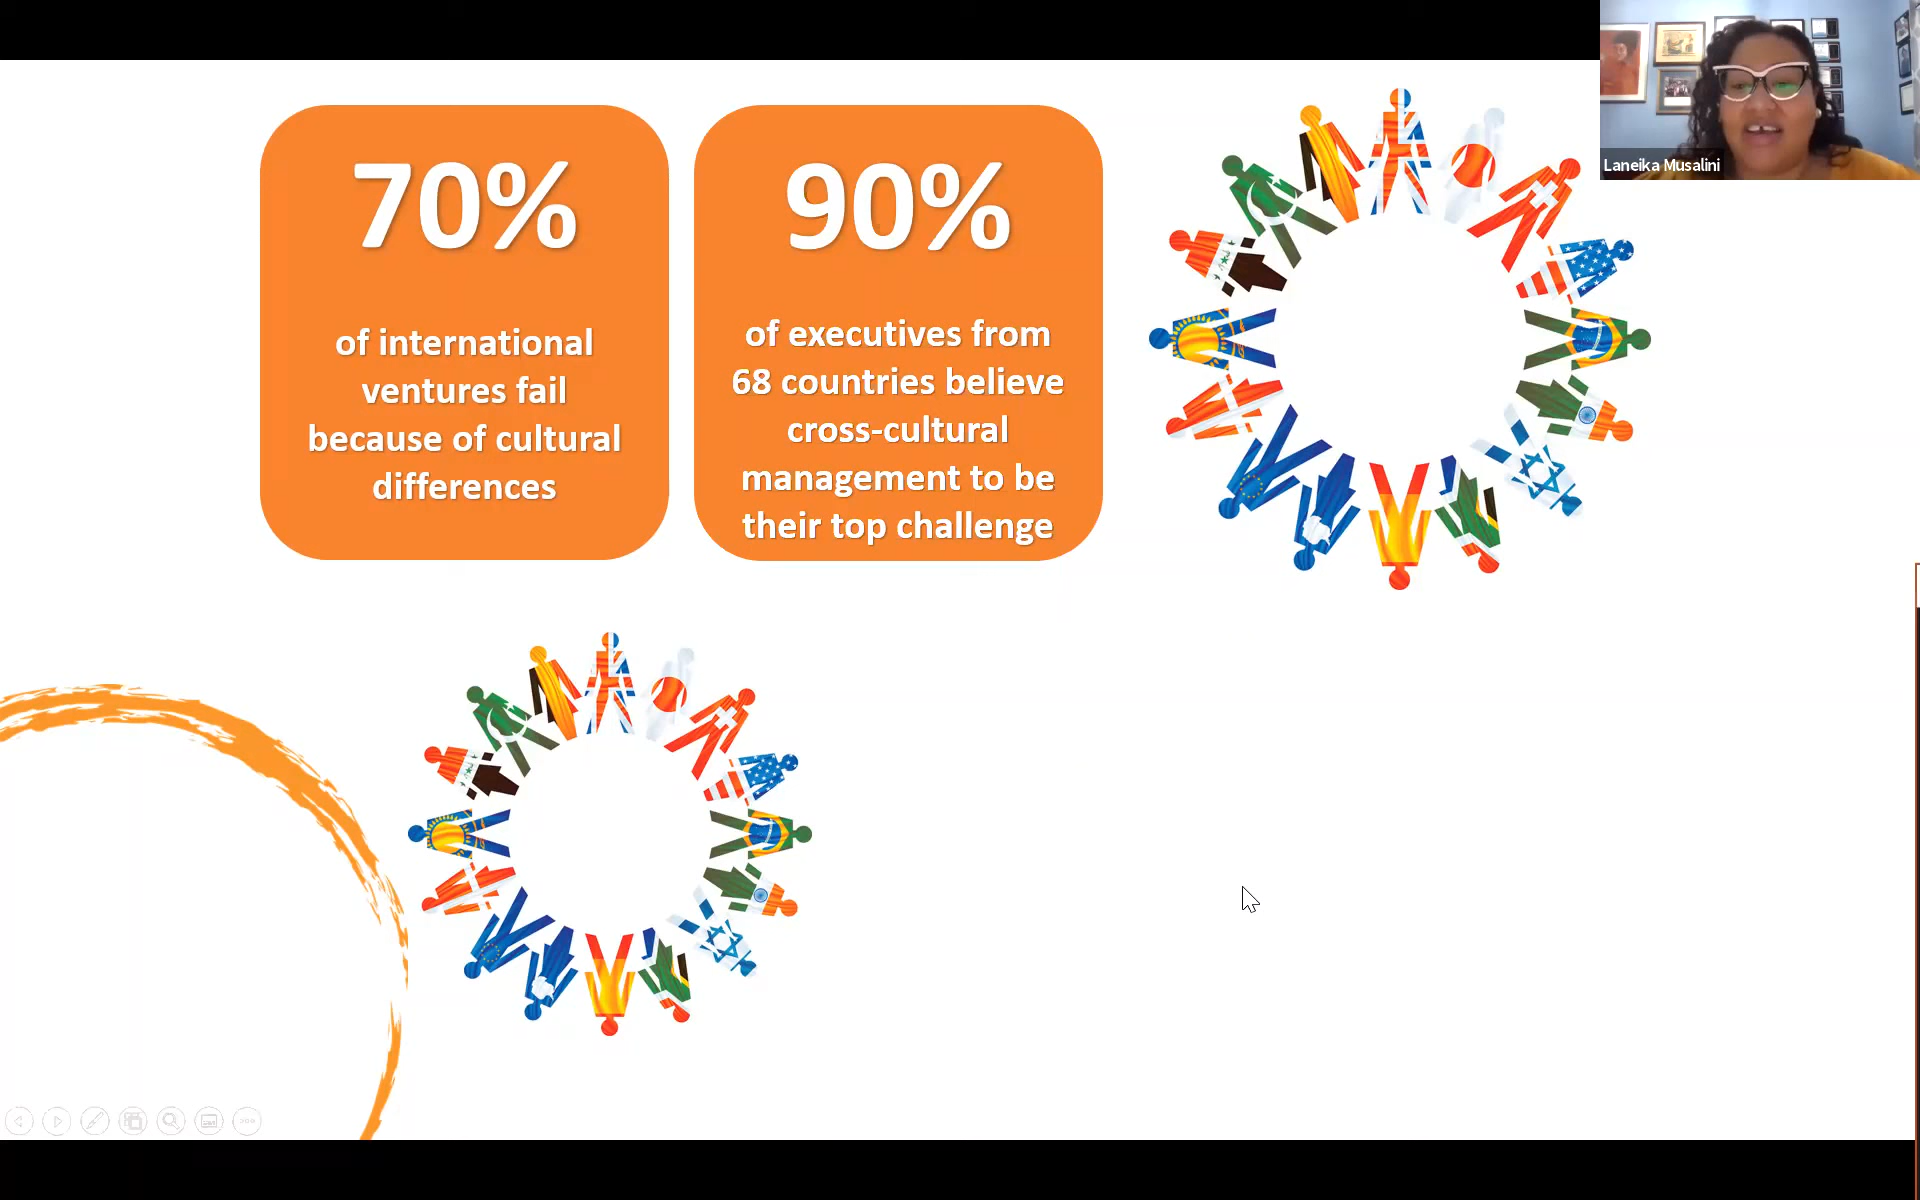 70%
of international
ventures fail
because of cultural
differences
90%
of executives from
68 countries believe
cross-cultural
management to be
their top challenge
Laneika Musalini